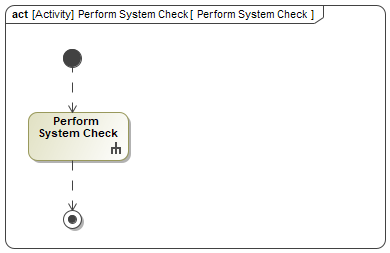 act [Activity] Perform System Check [ Perform System Check ]
Perform
System Check